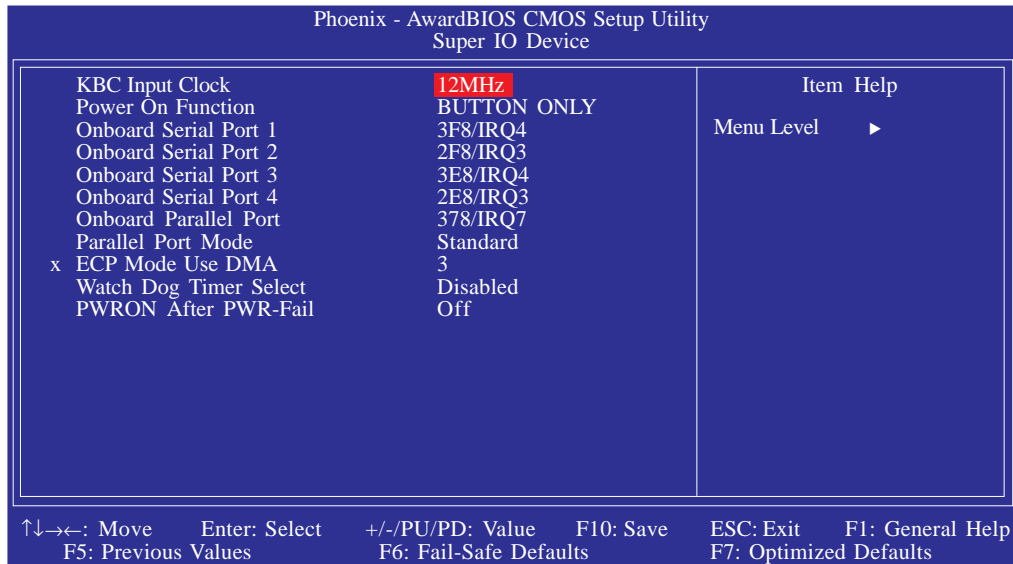 Phoenix - AwardBIOS CMOS Setup Utility
Super IO Device
KBC Input Clock 12MHz
Power On Function BUTTON ONLY
Onboard Serial Port 1 3F8/IRQ4
Onboard Serial Port 2 2F8/IRQ3
Onboard Serial Port 3 3E8/IRQ4
Onboard Serial Port 4 2E8/IRQ3
Onboard Parallel Port 378/IRQ7
Parallel Port Mode Standard
x ECP Mode Use DMA 3
Watch Dog Timer Select Disabled
PWRON After PWR-Fail Off
Item Help
Menu Level ▶
↑↓→←: Move Enter: Select +/-/PU/PD: Value F10: Save ESC: Exit F1: General Help
F5: Previous Values F6: Fail-Safe Defaults F7: Optimized Defaults